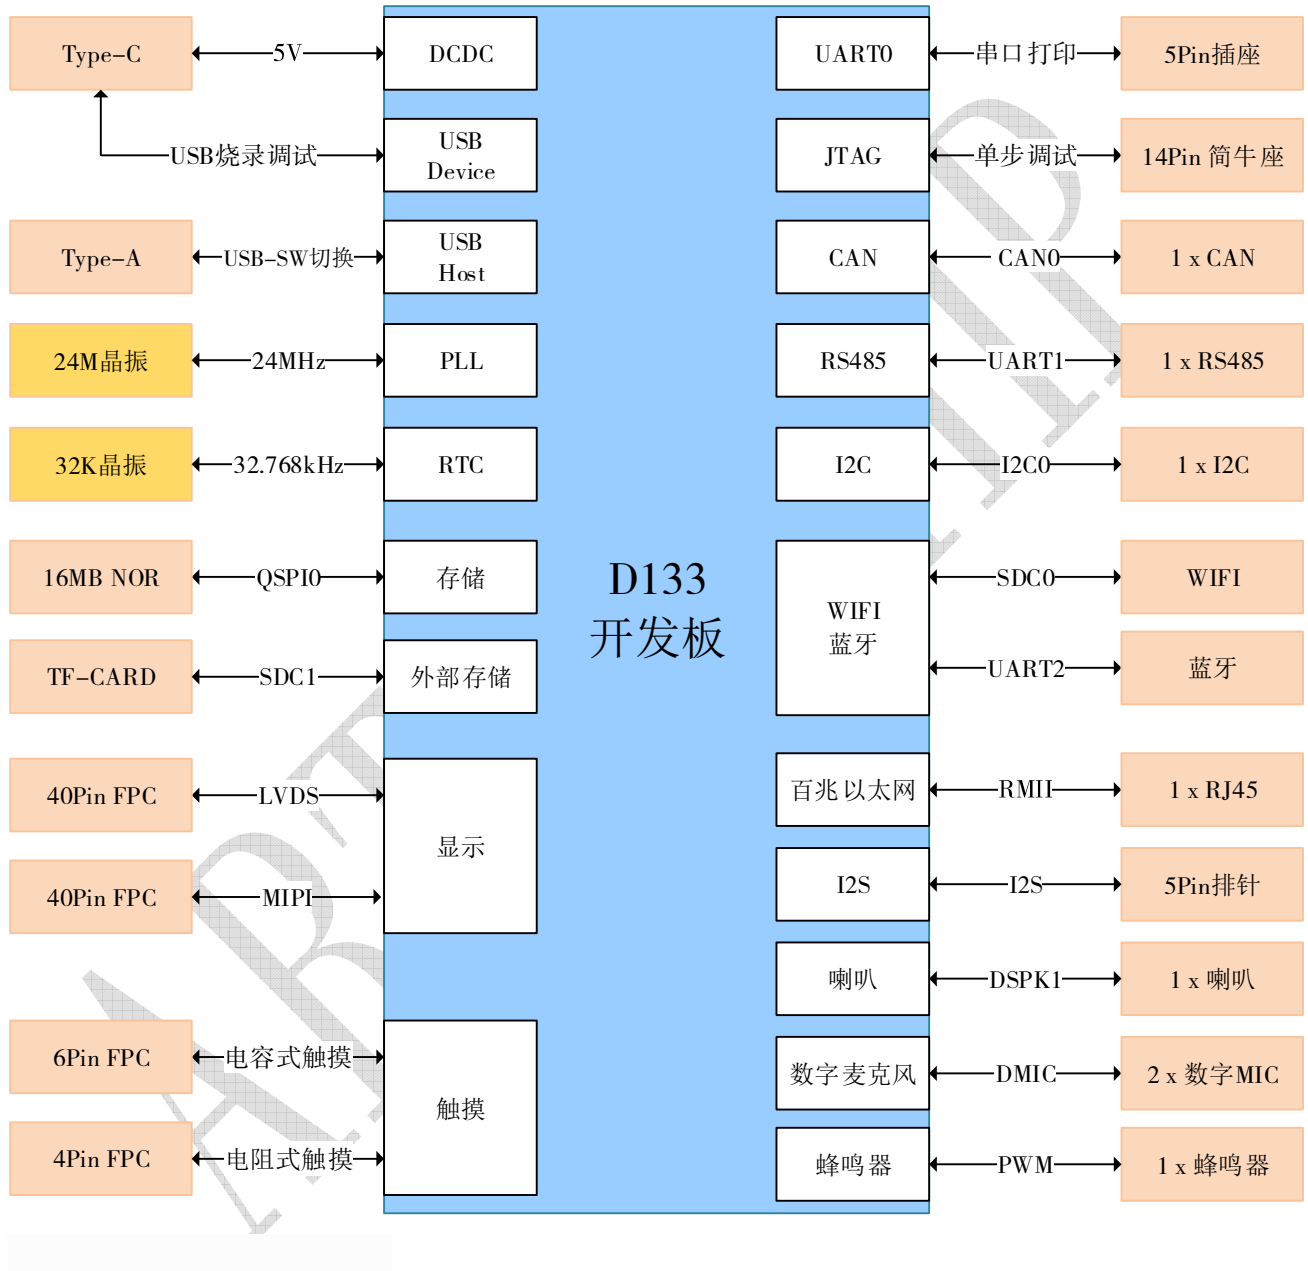 Type-C
5V
DCDC
UART0
串口打印
5Pin插座
USB烧录调试
USB
Device
JTAG
单步调试
14Pin 简牛座
Type-A
USB-SW切换
USB
Host
CAN
CAN0
1 x CAN
24M晶振
24MHz
PLL
RS485
UART1
1 x RS485
32K晶振
32.768kHz
RTC
I2C
I2C0
1 x I2C
D133
开发板
16MB NOR
QSPI0
存储
WIFI
蓝牙
SDC0
WIFI
TF-CARD
SDC1
外部存储
UART2
蓝牙
40Pin FPC
LVDS
显示
百兆以太网
RMII
1 x RJ45
40Pin FPC
MIPI
I2S
I2S
5Pin排针
喇叭
DSPK1
1 x 喇叭
6Pin FPC
电容式触摸
触摸
数字麦克风
DMIC
2 x 数字MIC
4Pin FPC
电阻式触摸
蜂鸣器
PWM
1 x 蜂鸣器